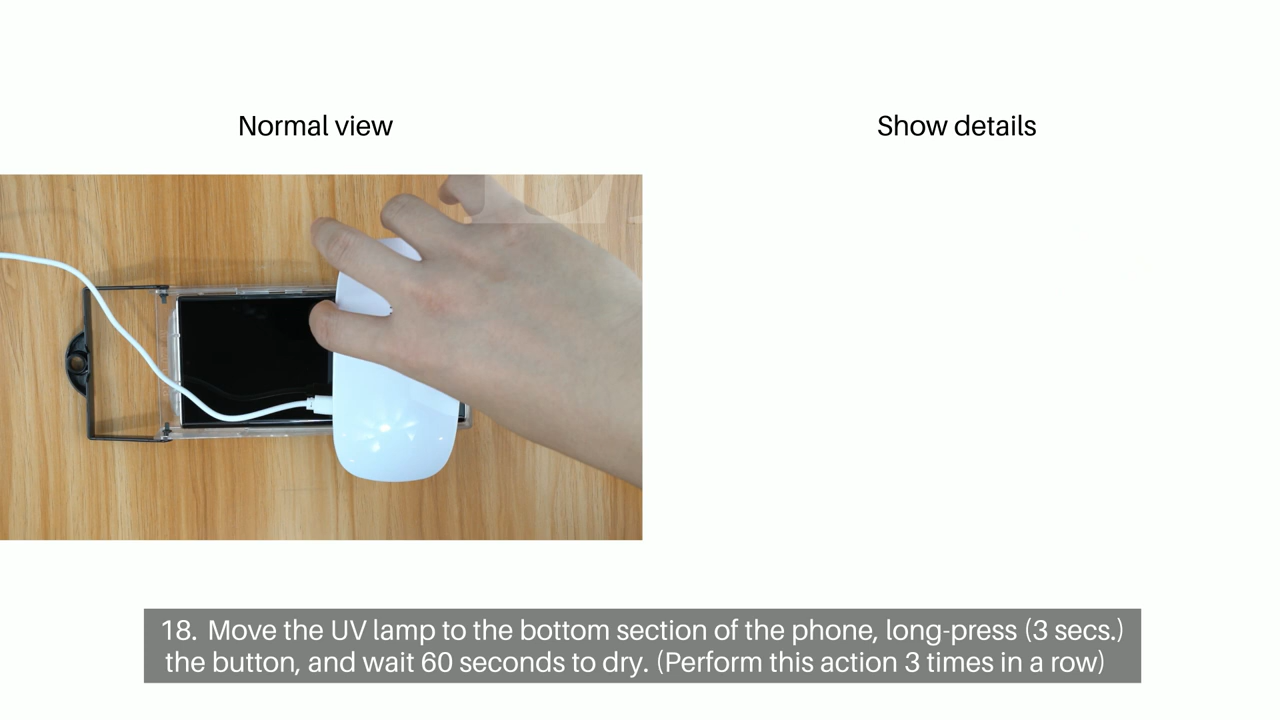 Normal view
Show details
18. Move the UV lamp to the bottom section of the phone, long-press (3 secs.)
the button, and wait 60 seconds to dry. (Perform this action 3 times in a row)